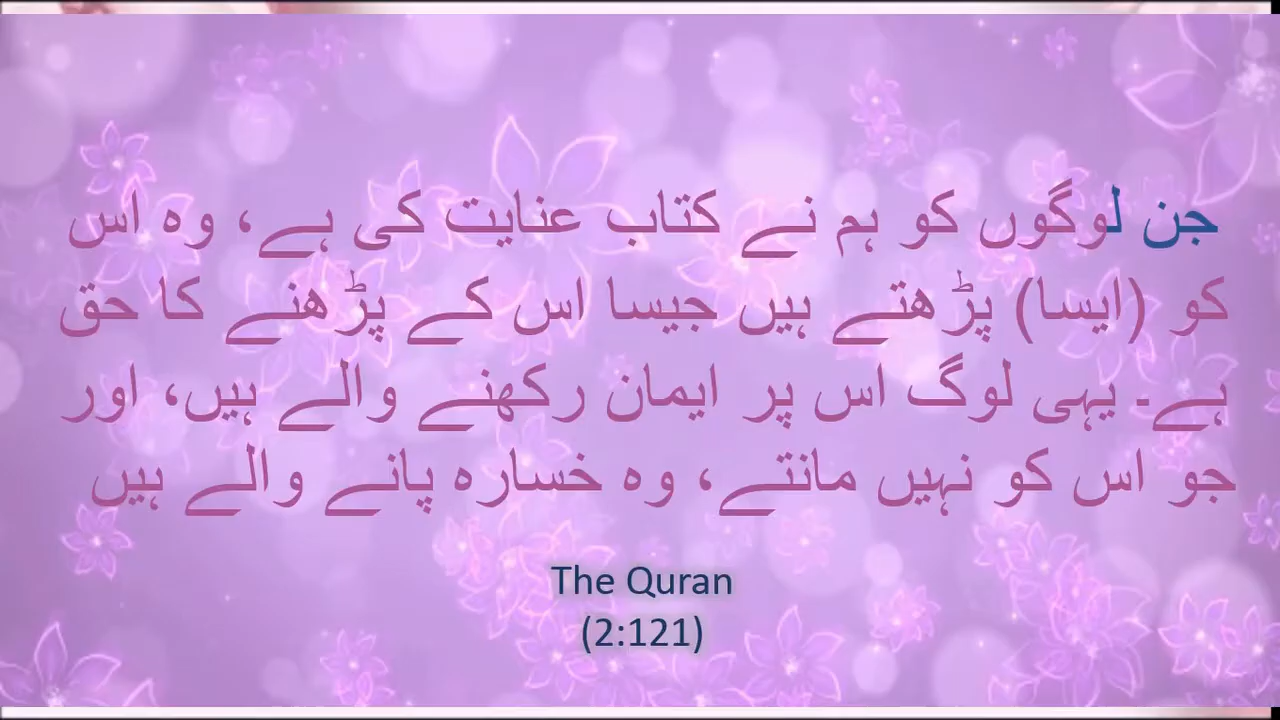 جن لوگوں کو ہم نے کتاب عنایت کی ہے، وہ اس
کو (ایسا) پڑھتے ہیں جیسا اس کے پڑھنے کا حق
ہے۔ یہی لوگ اس پر ایمان رکھنے والے ہیں، اور
جو اس کو نہیں مانتے، وہ خسارہ پانے والے ہیں
The Quran
(2:121)